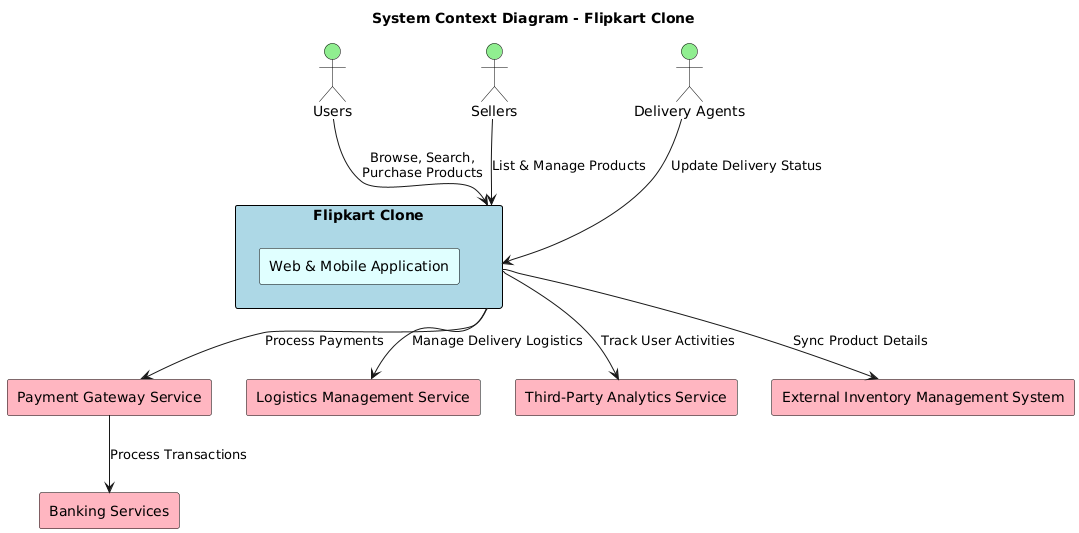 System Context Diagram - Flipkart Clone
Users
Sellers
Delivery Agents
Browse, Search,
Purchase Products
List & Manage Products
Update Delivery Status
Flipkart Clone
Web & Mobile Application
Process Payments
Manage Delivery Logistics
Track User Activities
Sync Product Details
Payment Gateway Service
Logistics Management Service
Third-Party Analytics Service
External Inventory Management System
Process Transactions
Banking Services